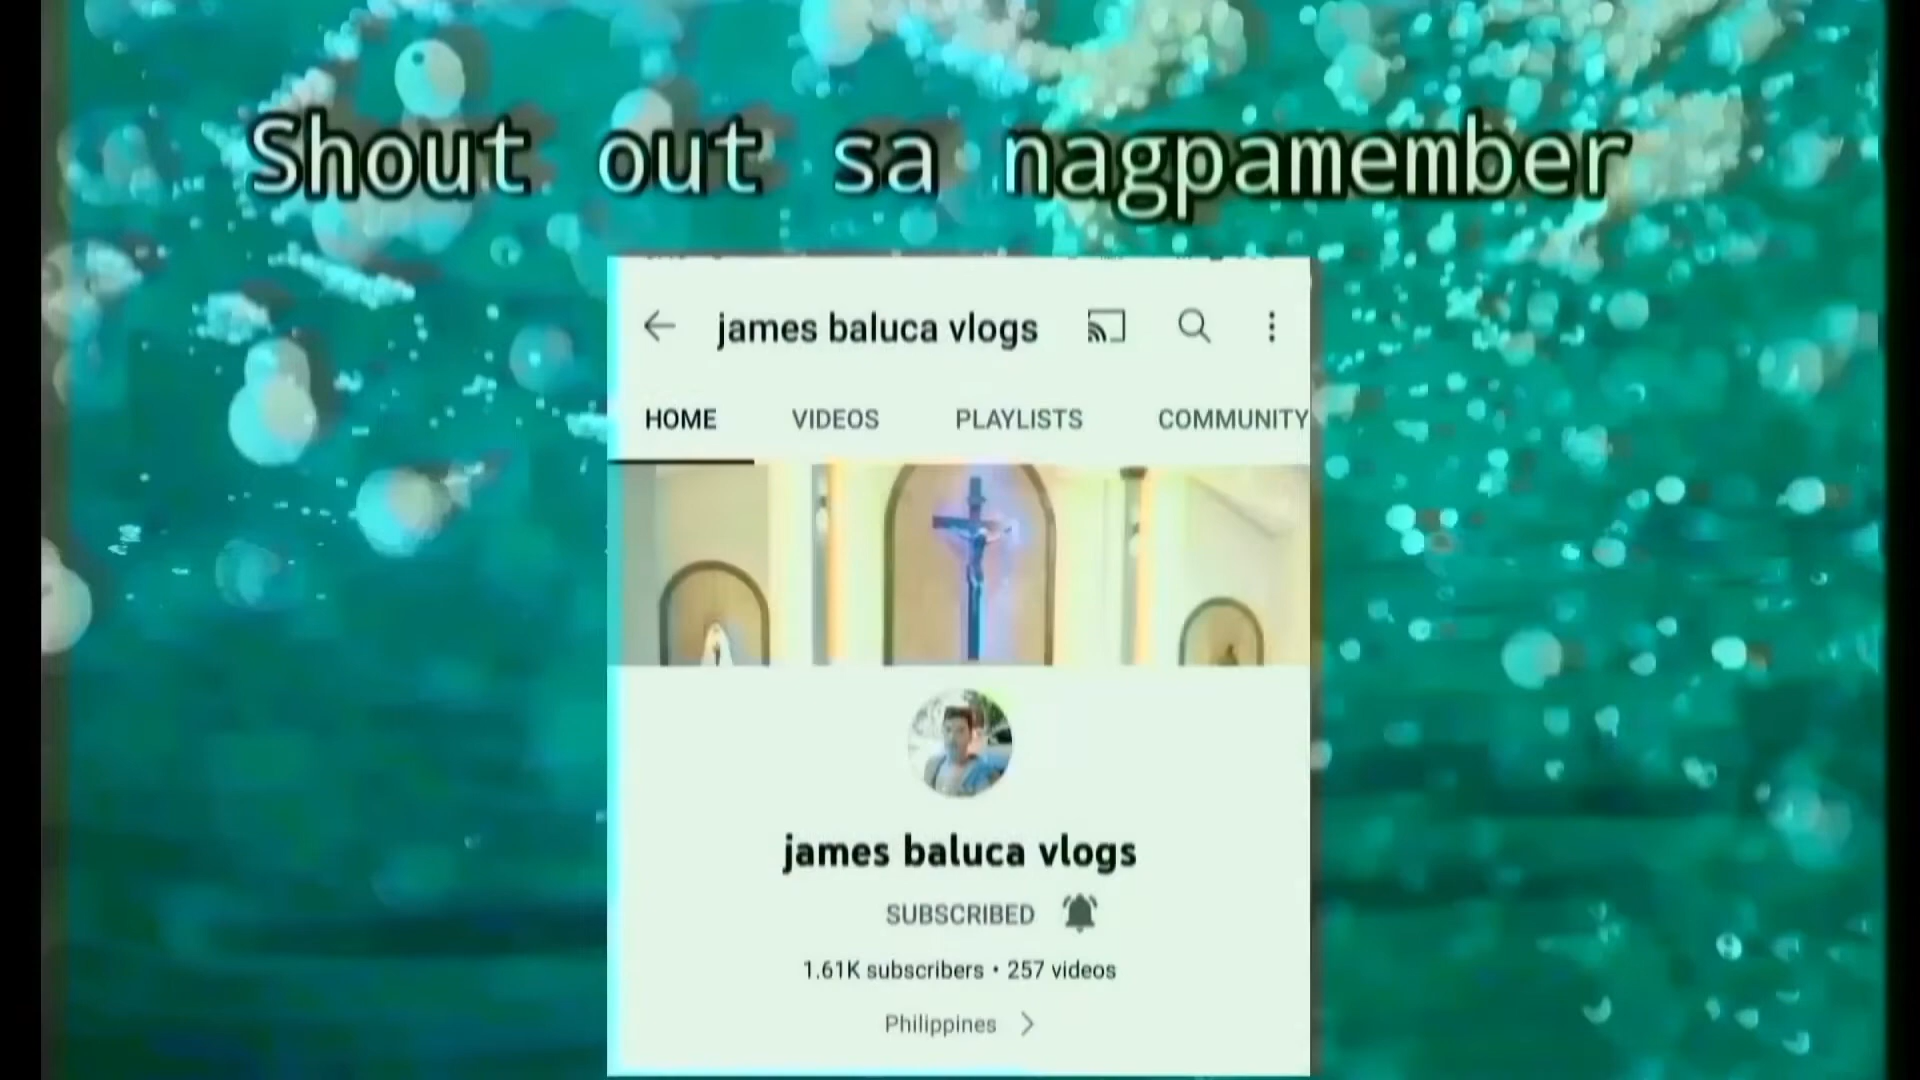 Shout out sa nagpamember
james baluca vlogs
HOME VIDEOS PLAYLISTS COMMUNITY
james baluca vlogs
SUBSCRIBED
1.61K subscribers • 257 videos
Philippines